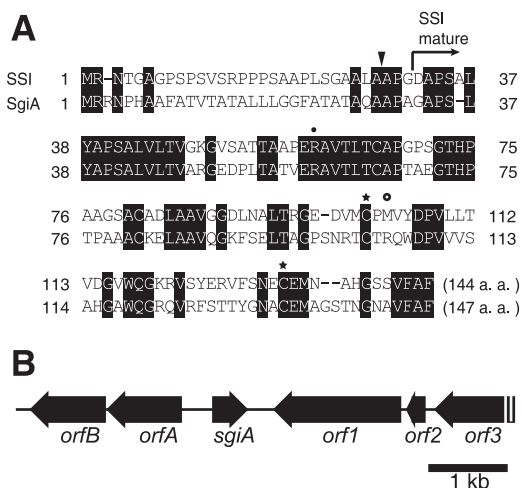 A
SSI
mature
SSI 1 MR–NTGAGPSPSVSRPPPSAAPLSGAALAAPGDAPSAL 37
SgiA 1 MRRNPHAAFATVTATALLLGGFATATAQAAPAGAPS–L 37
38 YAPSALVLTVGKGVSATTAAPERAVTLTCAPGPSGTHP 75
38 YAPSALVLTVARGEDPLTATVERAVTLTCAPTAEGTHP 75
76 AAGSACADLAAVGGDLNALTRGE–DVMCPMVYDPVLLT 112
76 TPAAACKELAAVQGKFSELTAGPSNRTCTRQWDPVVVS 113
113 VDGVWQGKRVSYERVFSNECEMN––AHGSSVFAF (144 a. a.)
114 AHGAWQGRQVRFSTTYGNACEMAGSTNGNAVFAF (147 a. a.)
B
orfB orfA sgiA orf1 orf2 orf3
1 kb